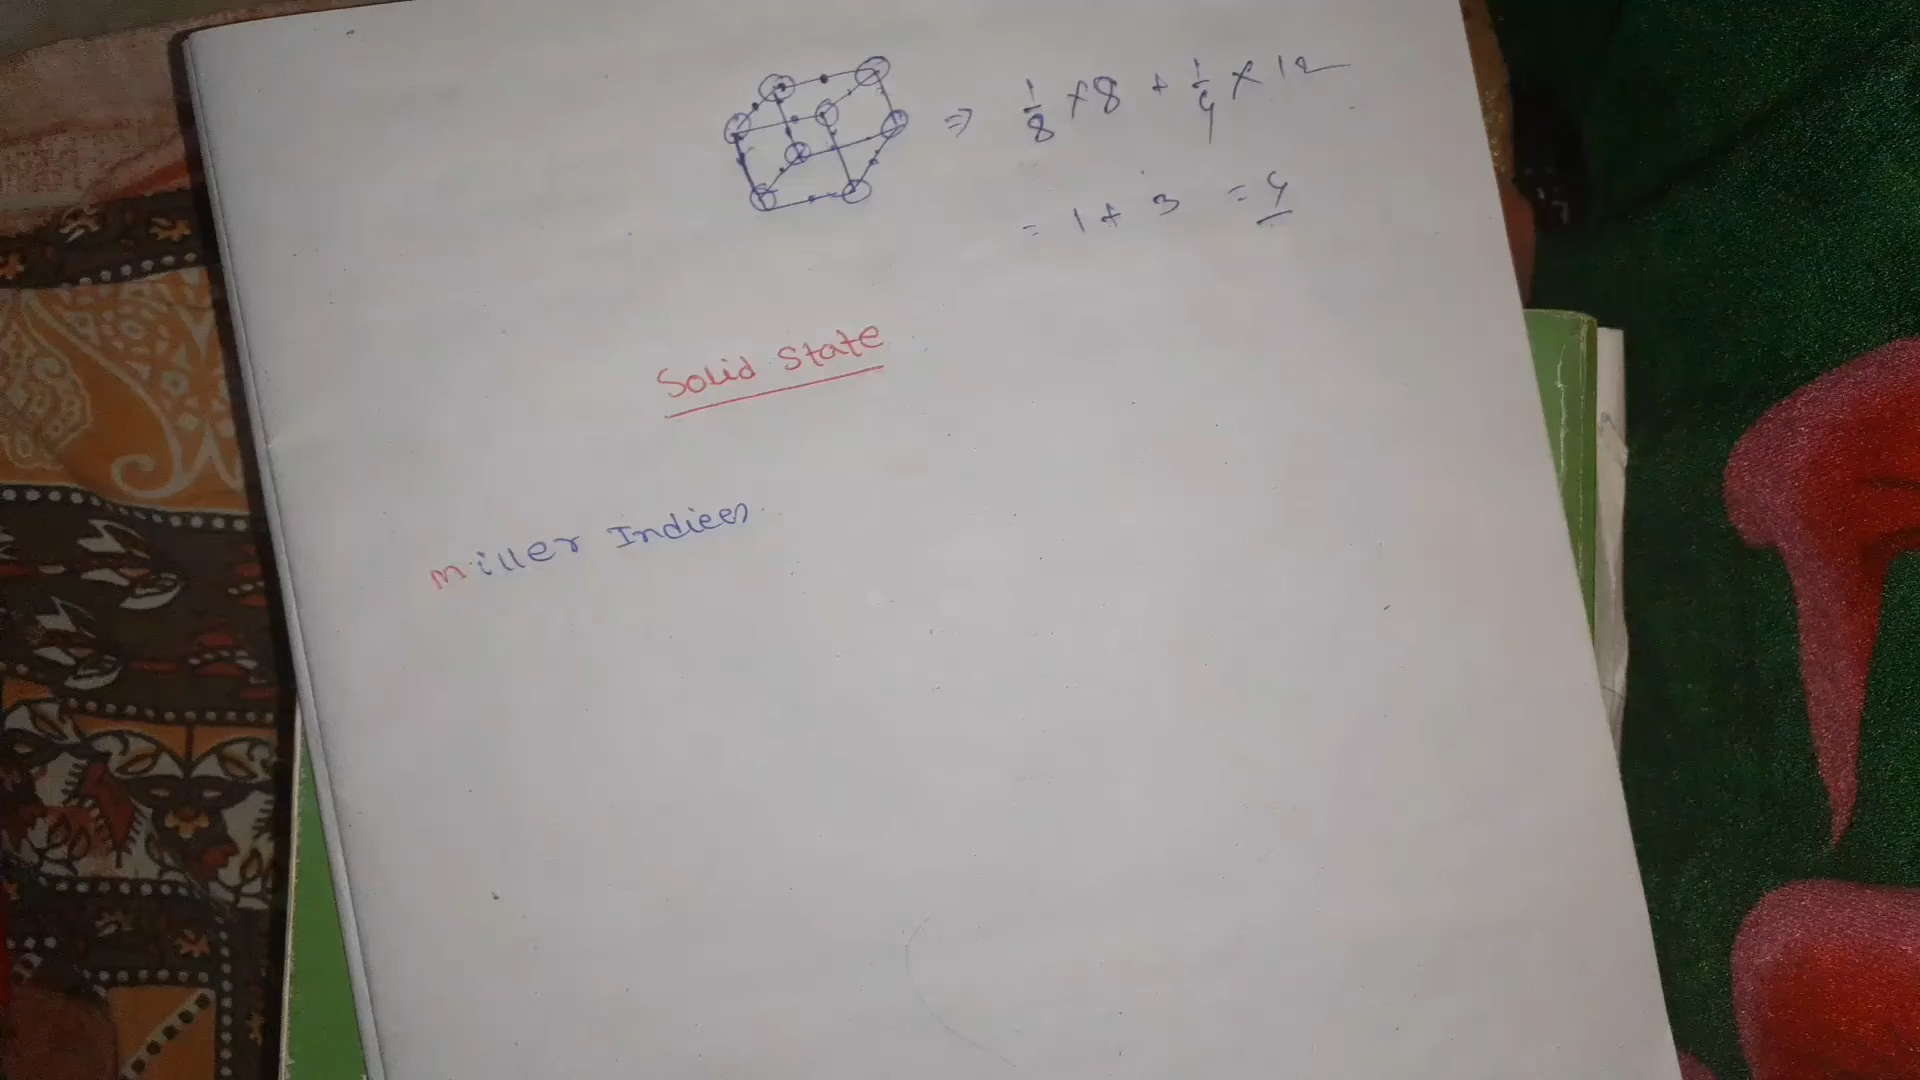 ⇒ 1/8 × 8 + 1/4 × 12
= 1 + 3 = 4
Solid State
Miller Indices